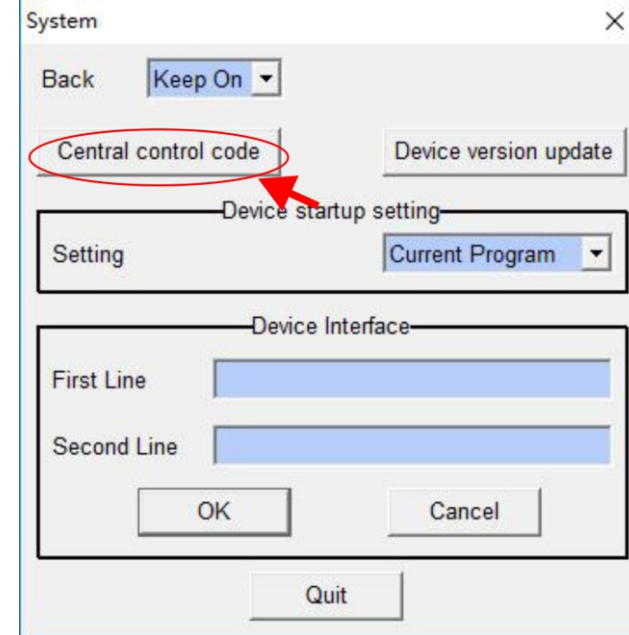 System
Back Keep On
Central control code Device version update
Device startup setting
Setting Current Program
Device Interface
First Line
Second Line
OK Cancel
Quit